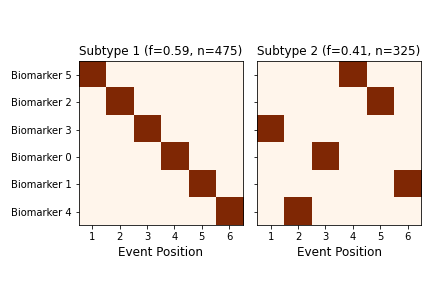 Subtype 1 (f=0.59, n=475) Subtype 2 (f=0.41, n=325)
Biomarker 5
Biomarker 2
Biomarker 3
Biomarker 0
Biomarker 1
Biomarker 4
1 2 3 4 5 6 1 2 3 4 5 6
Event Position Event Position